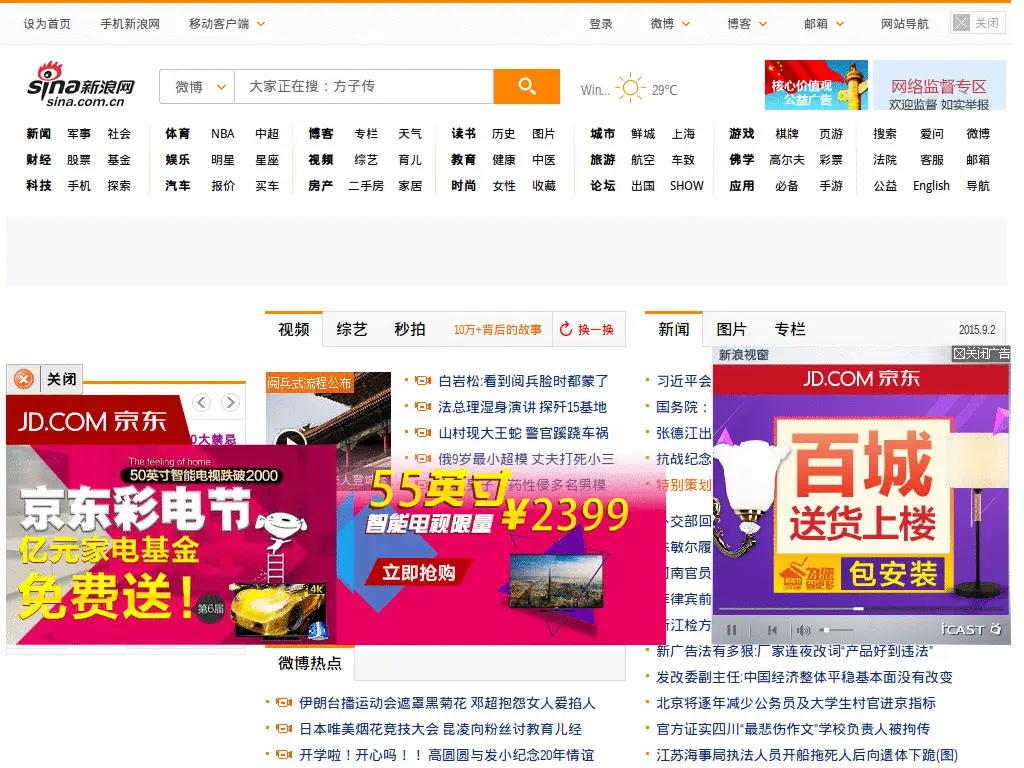 设为首页 手机新浪网 移动客户端 登录 微博 博客 邮箱 网站导航 关闭
sina新浪网
sina.com.cn
微博 大家正在搜：方子传 Win... 29℃
核心价值观
公益广告
网络监督专区
欢迎监督 如实举报
新闻 军事 社会 体育 NBA 中超 博客 专栏 天气 读书 历史 图片 城市 鲜城 上海 游戏 棋牌 页游 搜索 爱问 微博
财经 股票 基金 娱乐 明星 星座 视频 综艺 育儿 教育 健康 中医 旅游 航空 车致 佛学 高尔夫 彩票 法院 客服 邮箱
科技 手机 探索 汽车 报价 买车 房产 二手房 家居 时尚 女性 收藏 论坛 出国 SHOW 应用 必备 手游 公益 English 导航
视频 综艺 秒拍 10万+背后的故事 换一换
新闻 图片 专栏 2015.9.2
新浪视窗 关闭广告
关闭
JD.COM 京东
0大禁忌
The feeling of home
50英寸智能电视跌破2000
京东彩电节
亿元家电基金
免费送！
第6届
4K
阅兵式流程公布
白岩松:看到阅兵脸时都蒙了
法总理湿身演讲 探歼15基地
山村现大王蛇 警官蹊跷车祸
俄9岁最小超模 丈夫打死小三
药性侵多名男模
55英寸
智能电视限量 ¥2399
立即抢购
习近平会
国务院：
张德江出
抗战纪念
特别策划
外交部回
敏尔履
河南官员
菲律宾前
浙江检方
JD.COM 京东
百城
送货上楼
包安装
iCAST
新广告法有多狠:厂家连夜改词“产品好到违法”
发改委副主任:中国经济整体平稳基本面没有改变
北京将逐年减少公务员及大学生村官进京指标
官方证实四川“最悲伤作文”学校负责人被拘传
江苏海事局执法人员开船拖死人后向遗体下跪(图)
微博热点
伊朗台播运动会遮罩黑菊花 邓超抱怨女人爱掐人
日本唯美烟花竞技大会 昆凌向粉丝讨教育儿经
开学啦！开心吗！！ 高圆圆与发小纪念20年情谊